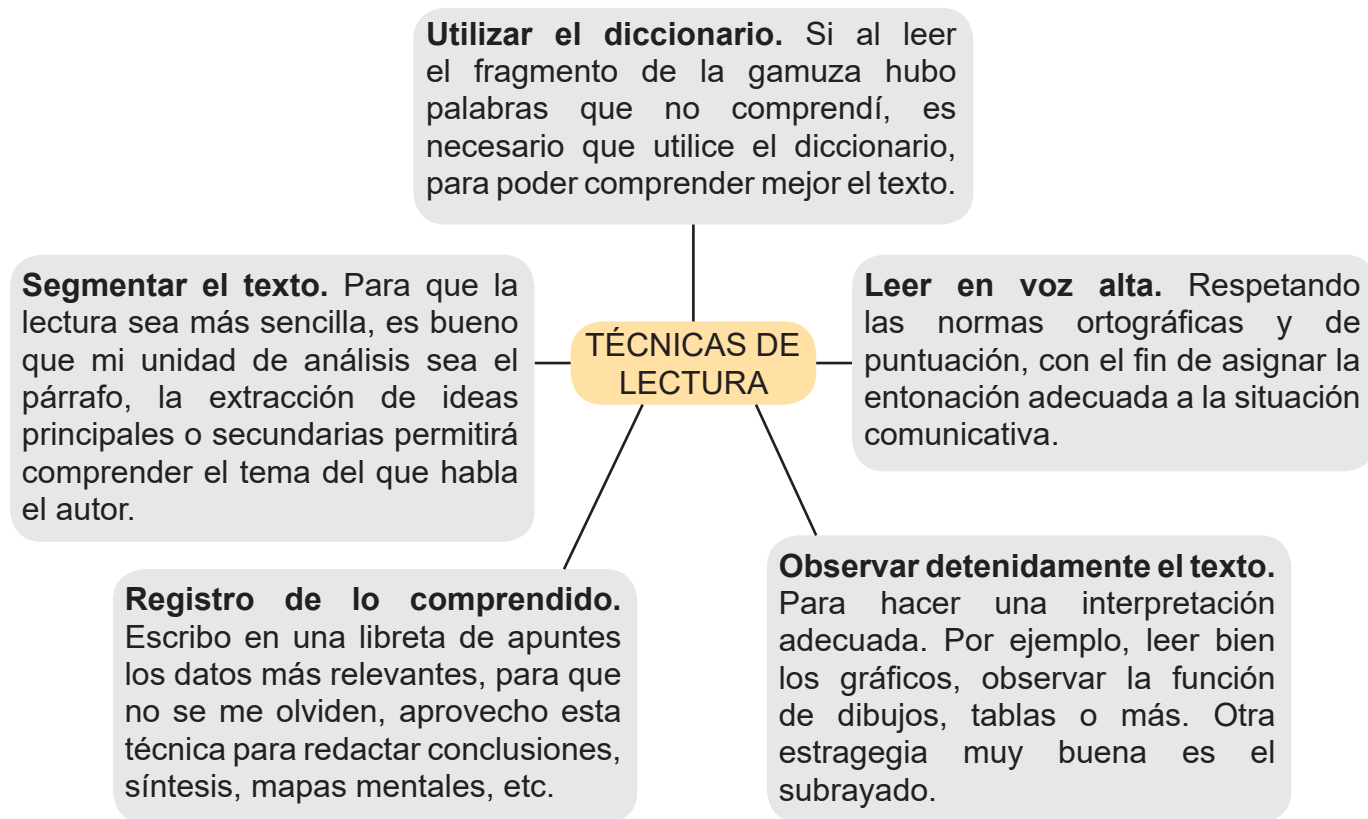 Utilizar el diccionario. Si al leer
el fragmento de la gamuza hubo
palabras que no comprendí, es
necesario que utilice el diccionario,
para poder comprender mejor el texto.
Segmentar el texto. Para que la
lectura sea más sencilla, es bueno
que mi unidad de análisis sea el
párrafo, la extracción de ideas
principales o secundarias permitirá
comprender el tema del que habla
el autor.
TÉCNICAS DE
LECTURA
Leer en voz alta. Respetando
las normas ortográficas y de
puntuación, con el fin de asignar la
entonación adecuada a la situación
comunicativa.
Registro de lo comprendido.
Escribo en una libreta de apuntes
los datos más relevantes, para que
no se me olviden, aprovecho esta
técnica para redactar conclusiones,
síntesis, mapas mentales, etc.
Observar detenidamente el texto.
Para hacer una interpretación
adecuada. Por ejemplo, leer bien
los gráficos, observar la función
de dibujos, tablas o más. Otra
estragegia muy buena es el
subrayado.